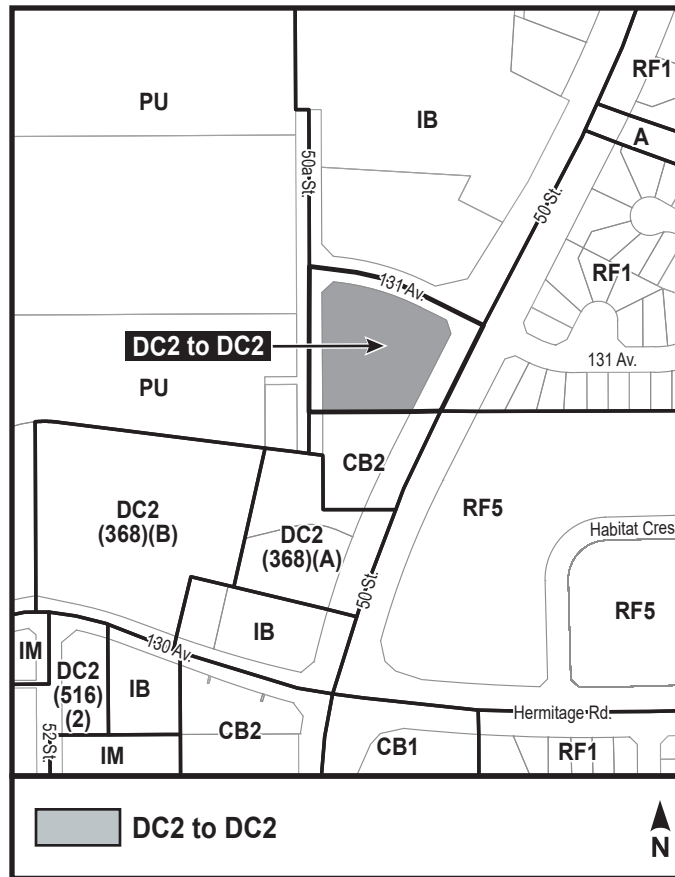 RF1
PU
IB
A
50a St.
50 St.
RF1
131 Av.
DC2 to DC2
131 Av.
PU
CB2
RF5
DC2
(368)(B)
DC2
(368)(A)
Habitat Cres
50 St.
RF5
IB
130 Av.
IM
DC2
(516)
(2)
IB
CB2
Hermitage Rd.
52 St.
IM
CB1
RF1
DC2 to DC2
N